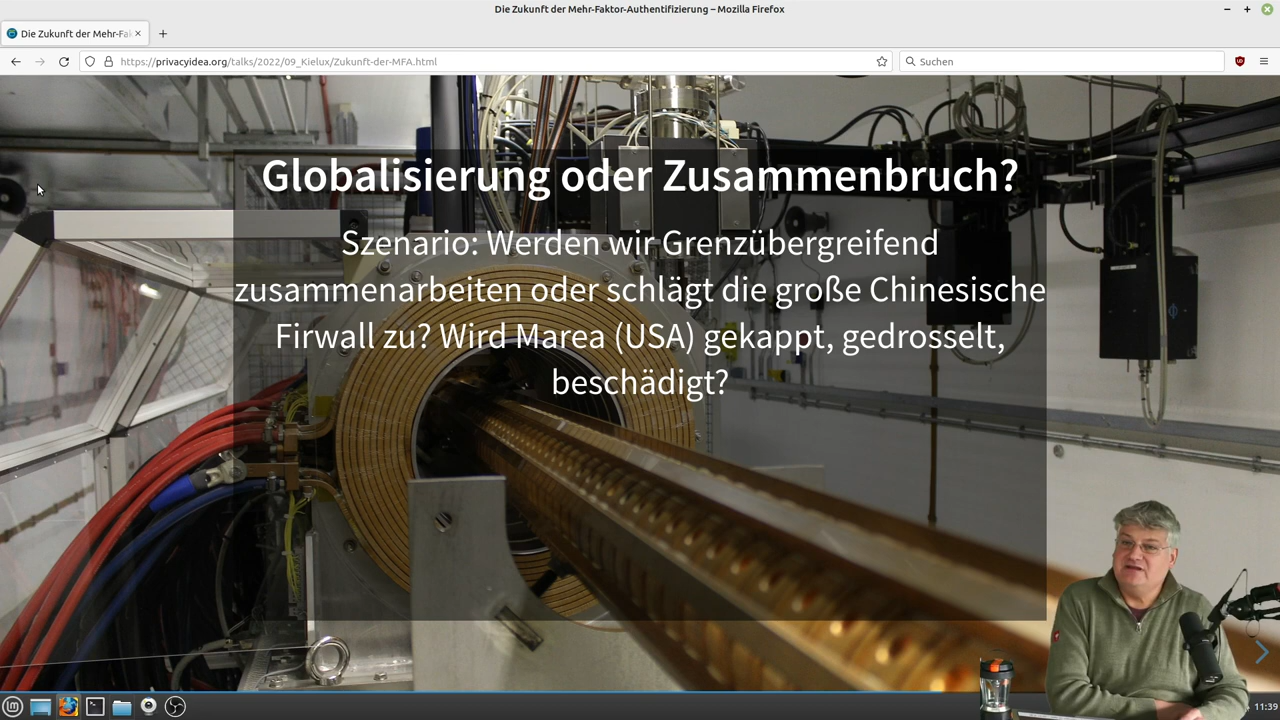 Die Zukunft der Mehr-Faktor-Authentifizierung – Mozilla Firefox
Die Zukunft der Mehr-Fak
https://privacyidea.org/talks/2022/09_Kielux/Zukunft-der-MFA.html
Suchen
Globalisierung oder Zusammenbruch?
Szenario: Werden wir Grenzübergreifend
zusammenarbeiten oder schlägt die große Chinesische
Firwall zu? Wird Marea (USA) gekappt, gedrosselt,
beschädigt?
11:39